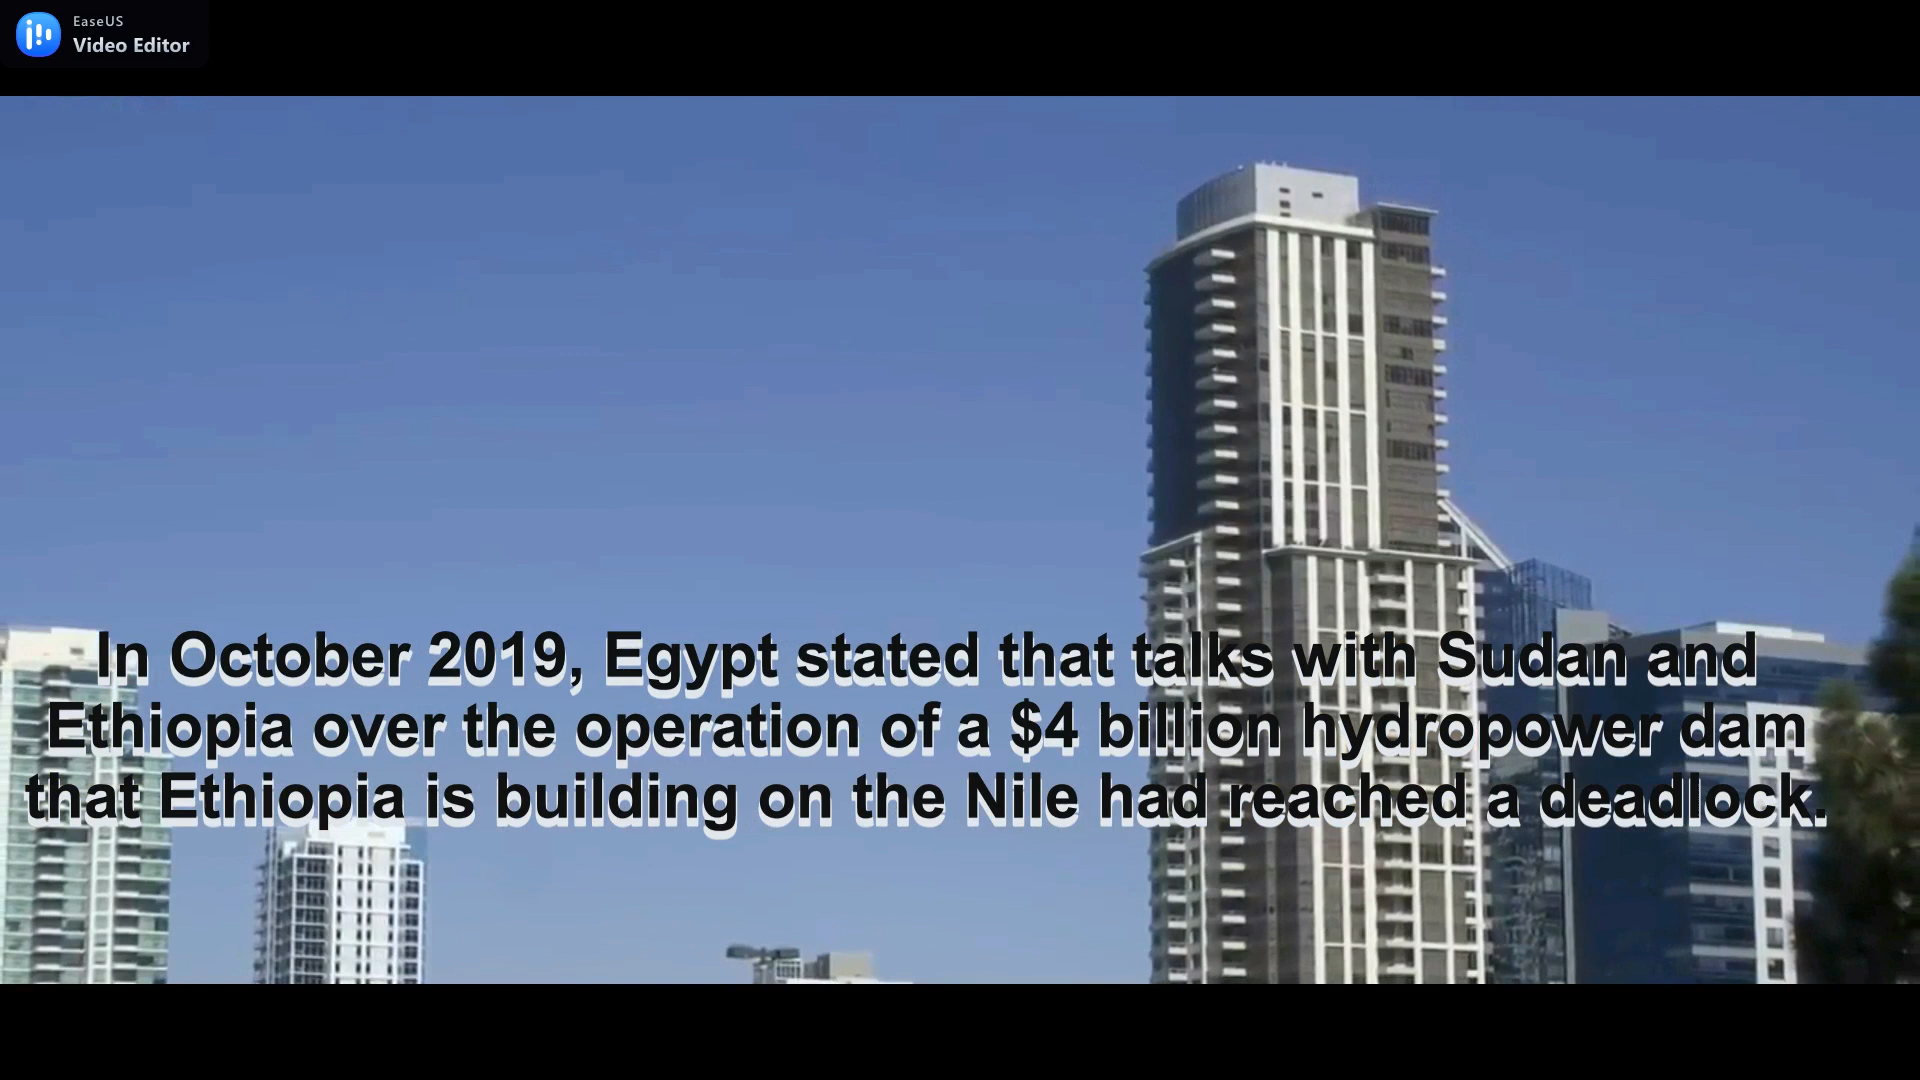 EaseUS
Video Editor
In October 2019, Egypt stated that talks with Sudan and
Ethiopia over the operation of a $4 billion hydropower dam
that Ethiopia is building on the Nile had reached a deadlock.